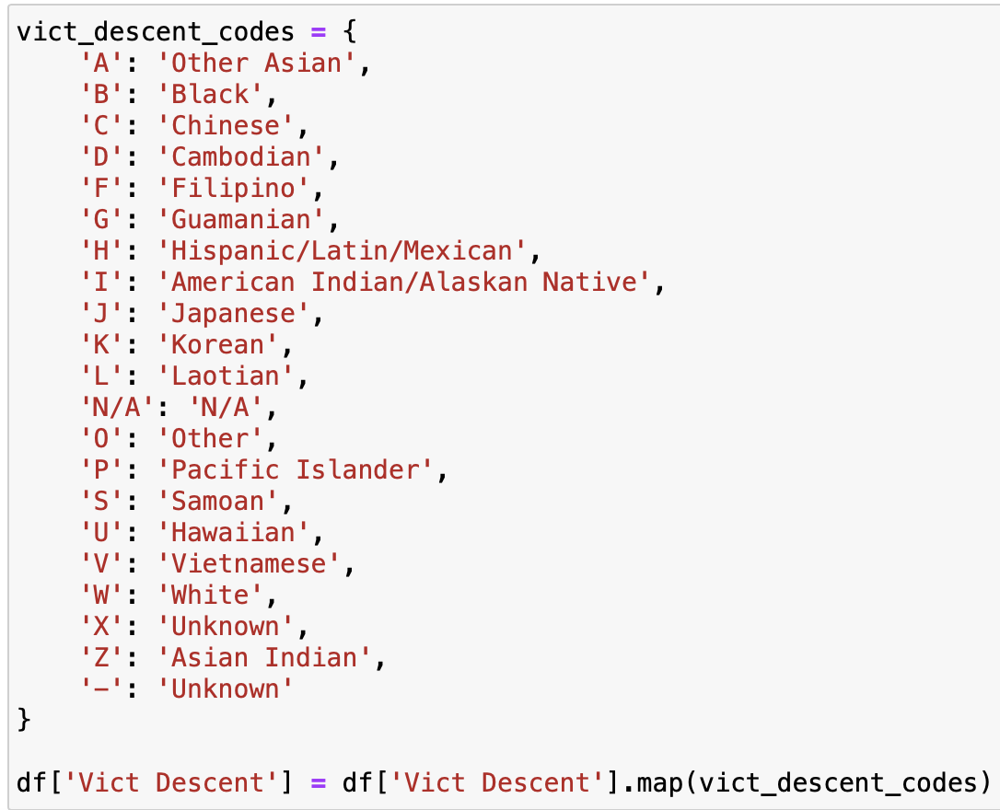 vict_descent_codes = {
    'A': 'Other Asian',
    'B': 'Black',
    'C': 'Chinese',
    'D': 'Cambodian',
    'F': 'Filipino',
    'G': 'Guamanian',
    'H': 'Hispanic/Latin/Mexican',
    'I': 'American Indian/Alaskan Native',
    'J': 'Japanese',
    'K': 'Korean',
    'L': 'Laotian',
    'N/A': 'N/A',
    'O': 'Other',
    'P': 'Pacific Islander',
    'S': 'Samoan',
    'U': 'Hawaiian',
    'V': 'Vietnamese',
    'W': 'White',
    'X': 'Unknown',
    'Z': 'Asian Indian',
    '-': 'Unknown'
}

df['Vict Descent'] = df['Vict Descent'].map(vict_descent_codes)